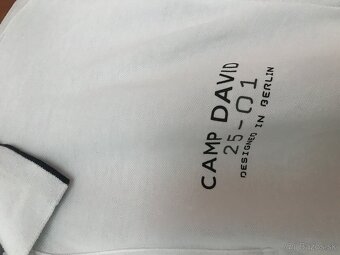 CAMP DAVID
25-01
DESIGNED IN BERLIN